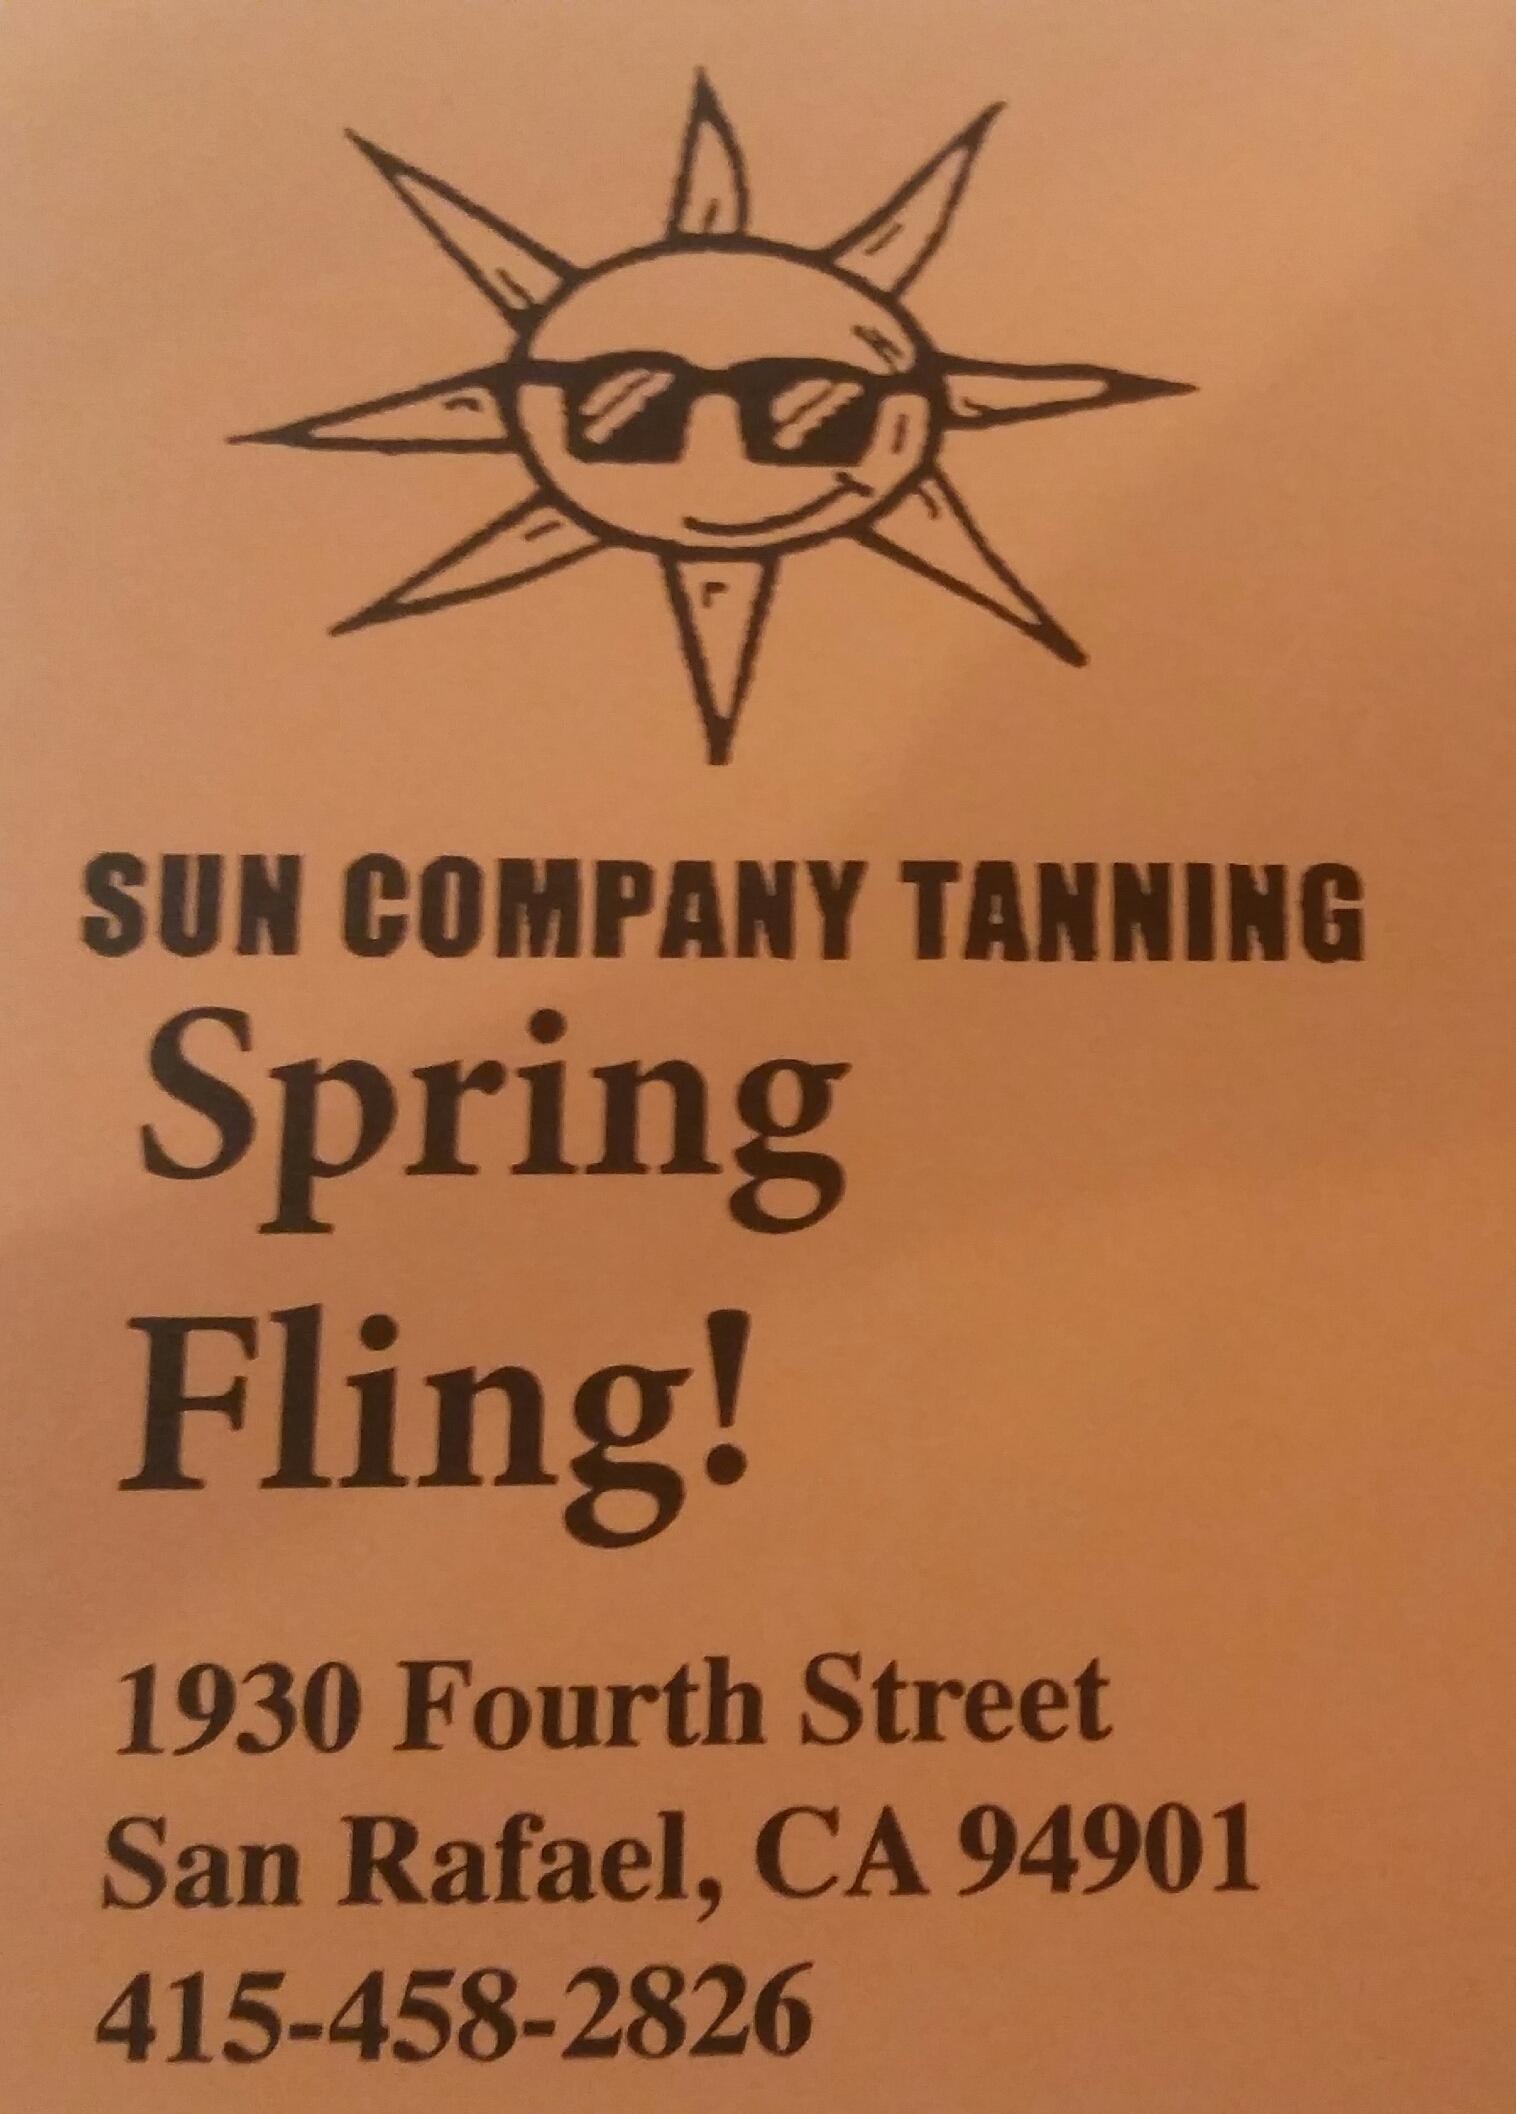 SUN COMPANY TANNING
Spring
Fling!
1930 Fourth Street
San Rafael, CA 94901
415-458-2826